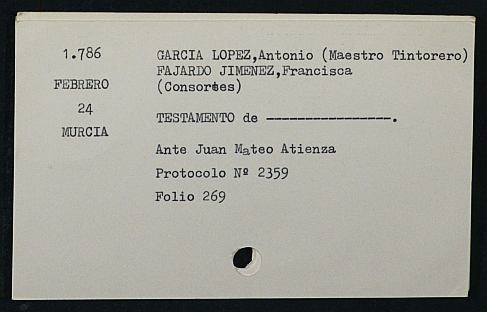 1.786 GARCIA LOPEZ,Antonio (Maestro Tintorero)
FAJARDO JIMENEZ,Francisca
FEBRERO (Consortes)
24 TESTAMENTO de ----------------.
MURCIA
Ante Juan Mateo Atienza
Protocolo Nº 2359
Folio 269